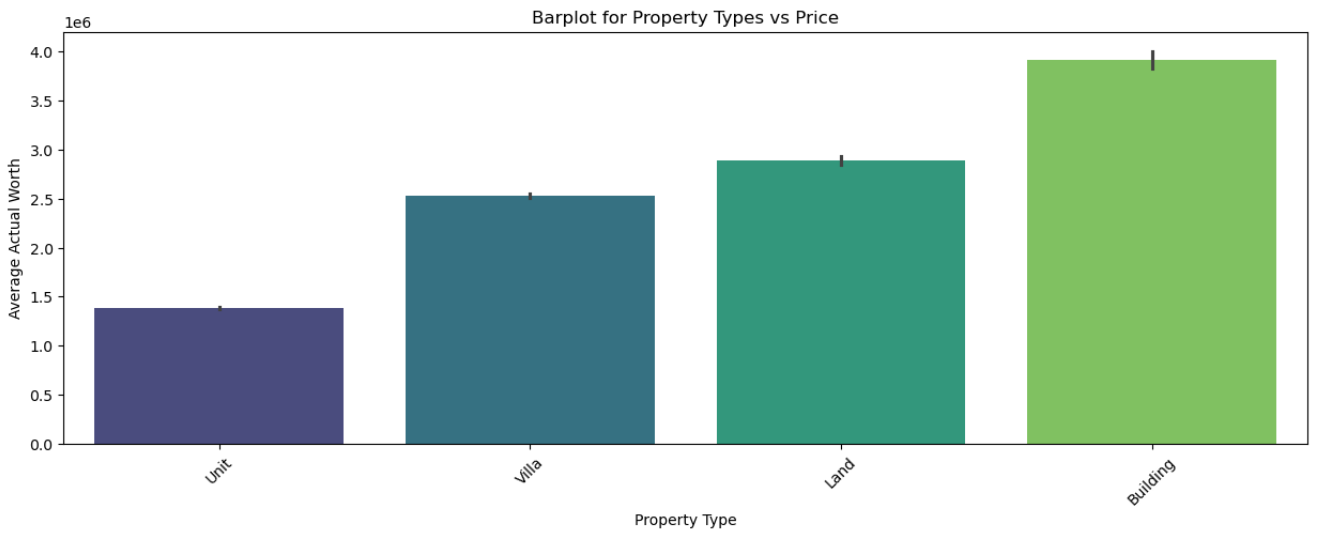 Barplot for Property Types vs Price
1e6
Average Actual Worth
4.0
3.5
3.0
2.5
2.0
1.5
1.0
0.5
0.0
Unit
Villa
Land
Building
Property Type